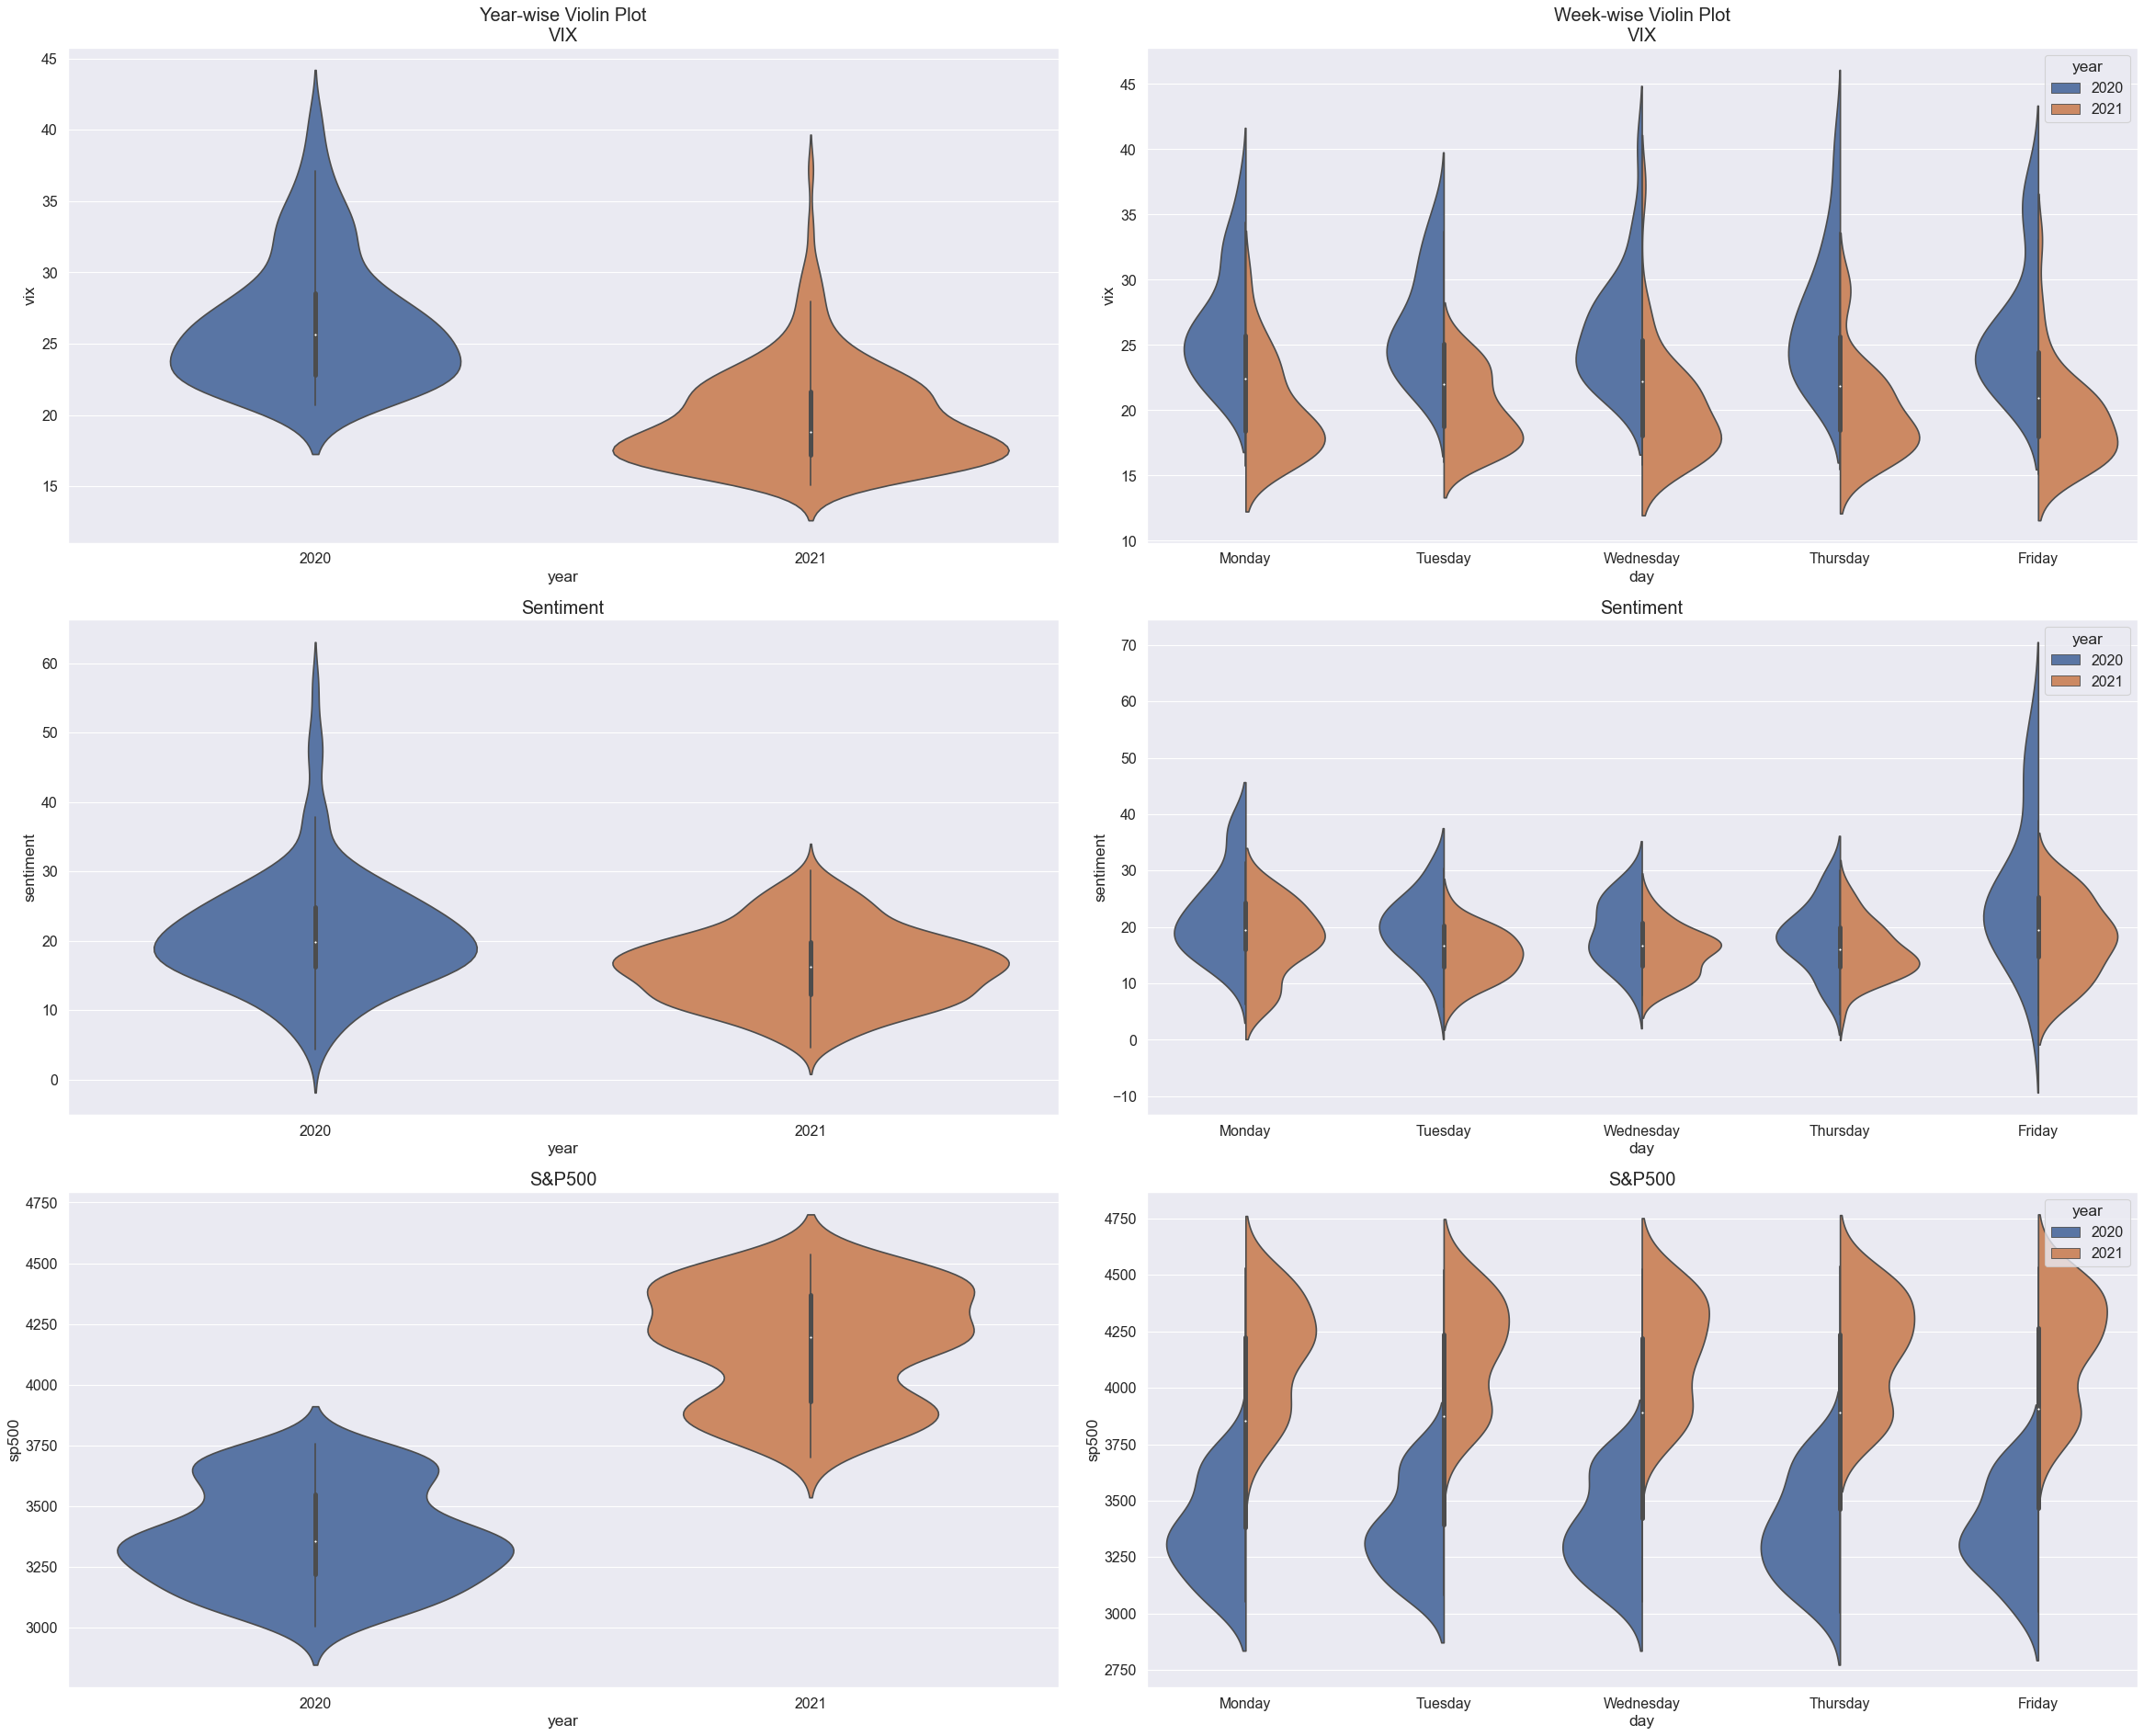 Year-wise Violin Plot
VIX
45
40
35
30
25
20
15
vix
2020 2021
year
Week-wise Violin Plot
VIX
45
40
35
30
25
20
15
10
vix
year
2020
2021
Monday Tuesday Wednesday Thursday Friday
day
Sentiment
60
50
40
30
20
10
0
sentiment
2020 2021
year
Sentiment
70
60
50
40
30
20
10
0
−10
sentiment
year
2020
2021
Monday Tuesday Wednesday Thursday Friday
day
S&P500
4750
4500
4250
4000
3750
3500
3250
3000
sp500
2020 2021
year
S&P500
4750
4500
4250
4000
3750
3500
3250
3000
2750
sp500
year
2020
2021
Monday Tuesday Wednesday Thursday Friday
day